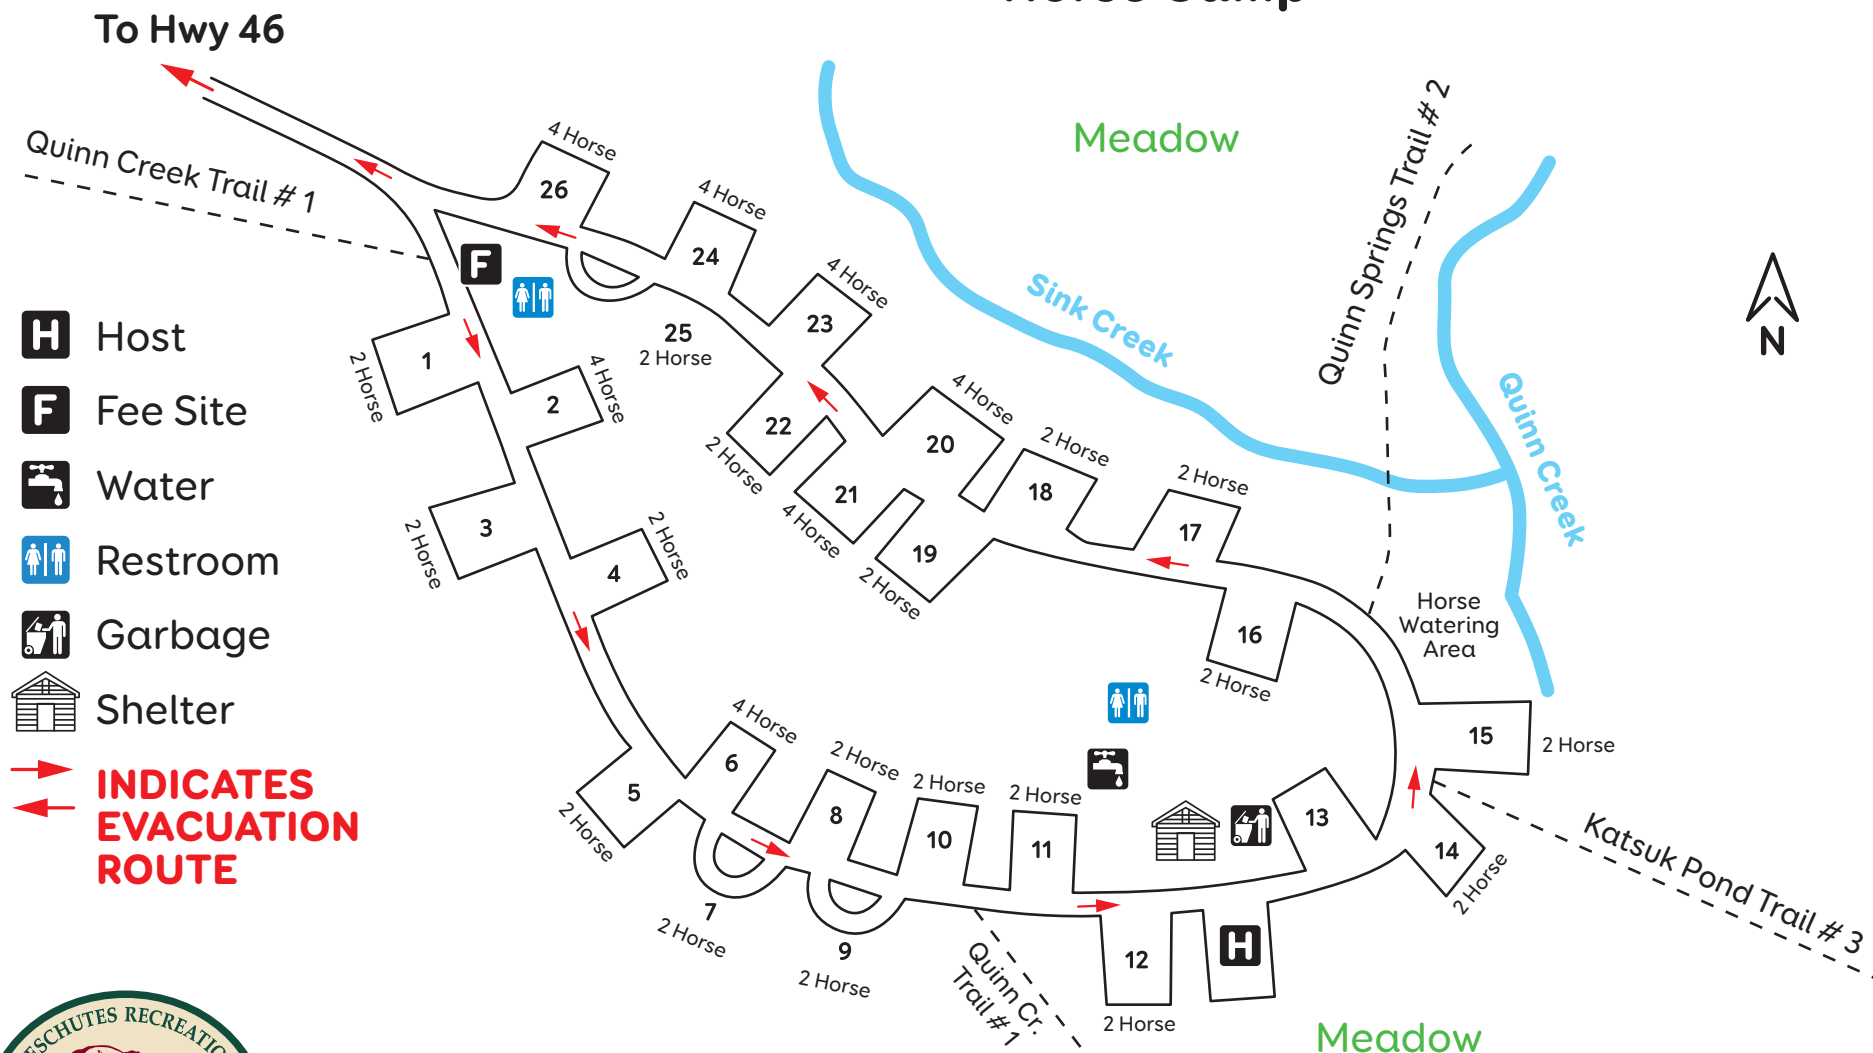 To Hwy 46
Quinn Creek Trail # 1
H Host
F Fee Site
Water
Restroom
Garbage
Shelter
INDICATES
EVACUATION
ROUTE
F
Meadow
Sink Creek
Quinn Springs Trail # 2
Quinn Creek
N
Horse
Watering
Area
Katsuk Pond Trail # 3
Quinn Cr.
Trail # 1
Meadow
H
1
2 Horse
2
4 Horse
3
2 Horse
4
2 Horse
5
2 Horse
6
4 Horse
7
2 Horse
8
2 Horse
9
2 Horse
10
2 Horse
11
2 Horse
12
2 Horse
13
14
2 Horse
15
2 Horse
16
2 Horse
17
2 Horse
18
2 Horse
19
2 Horse
20
4 Horse
21
4 Horse
22
2 Horse
23
4 Horse
24
4 Horse
25
2 Horse
26
4 Horse